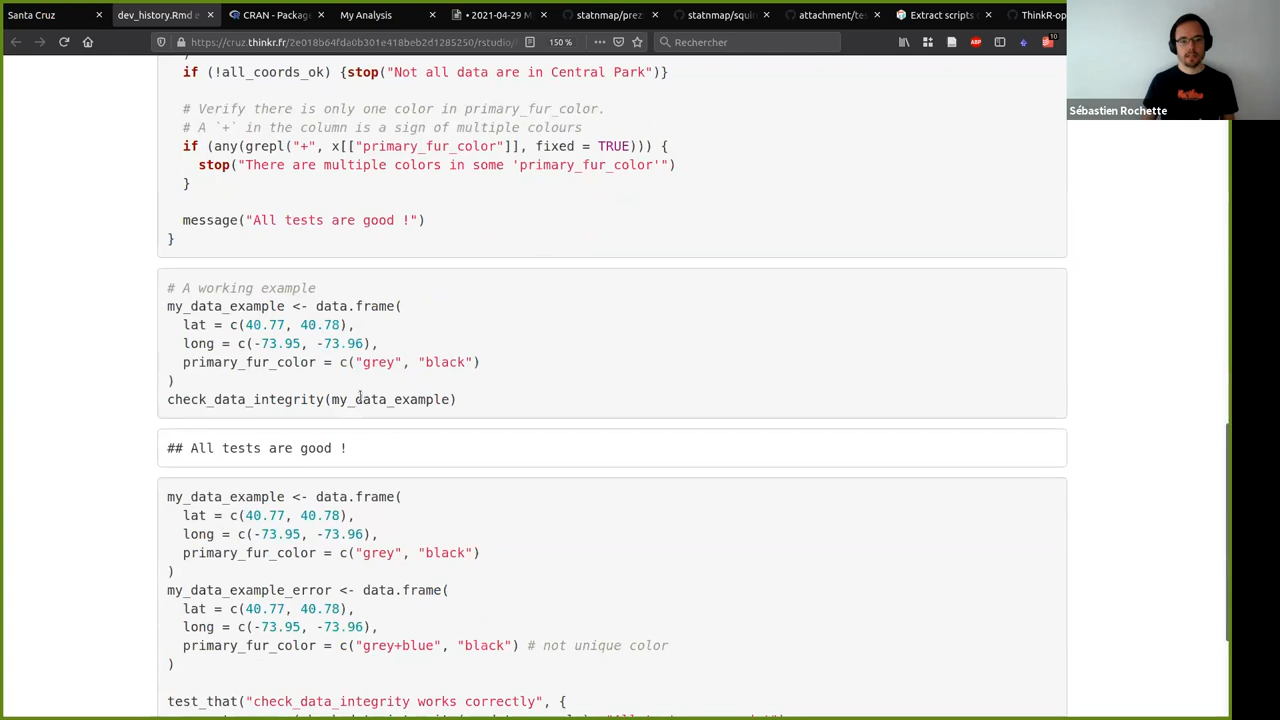 Santa Cruz
dev_history.Rmd e
CRAN - Package
My Analysis
• 2021-04-29 M
statnmap/prez
statnmap/squir
attachment/te
Extract scripts
ThinkR-op
https://cruz.thinkr.fr/2e018b64fda0b301e418beb2d1285250/rstudio/
150 %
Rechercher
ABP
10
Sébastien Rochette
if (!all_coords_ok) {stop("Not all data are in Central Park")}
# Verify there is only one color in primary_fur_color.
# A `+` in the column is a sign of multiple colours
if (any(grepl("+", x[["primary_fur_color"]], fixed = TRUE))) {
stop("There are multiple colors in some 'primary_fur_color'")
}
message("All tests are good !")
}
# A working example
my_data_example <- data.frame(
lat = c(40.77, 40.78),
long = c(-73.95, -73.96),
primary_fur_color = c("grey", "black")
)
check_data_integrity(my_data_example)
## All tests are good !
my_data_example <- data.frame(
lat = c(40.77, 40.78),
long = c(-73.95, -73.96),
primary_fur_color = c("grey", "black")
)
my_data_example_error <- data.frame(
lat = c(40.77, 40.78),
long = c(-73.95, -73.96),
primary_fur_color = c("grey+blue", "black") # not unique color
)
test_that("check_data_integrity works correctly", {